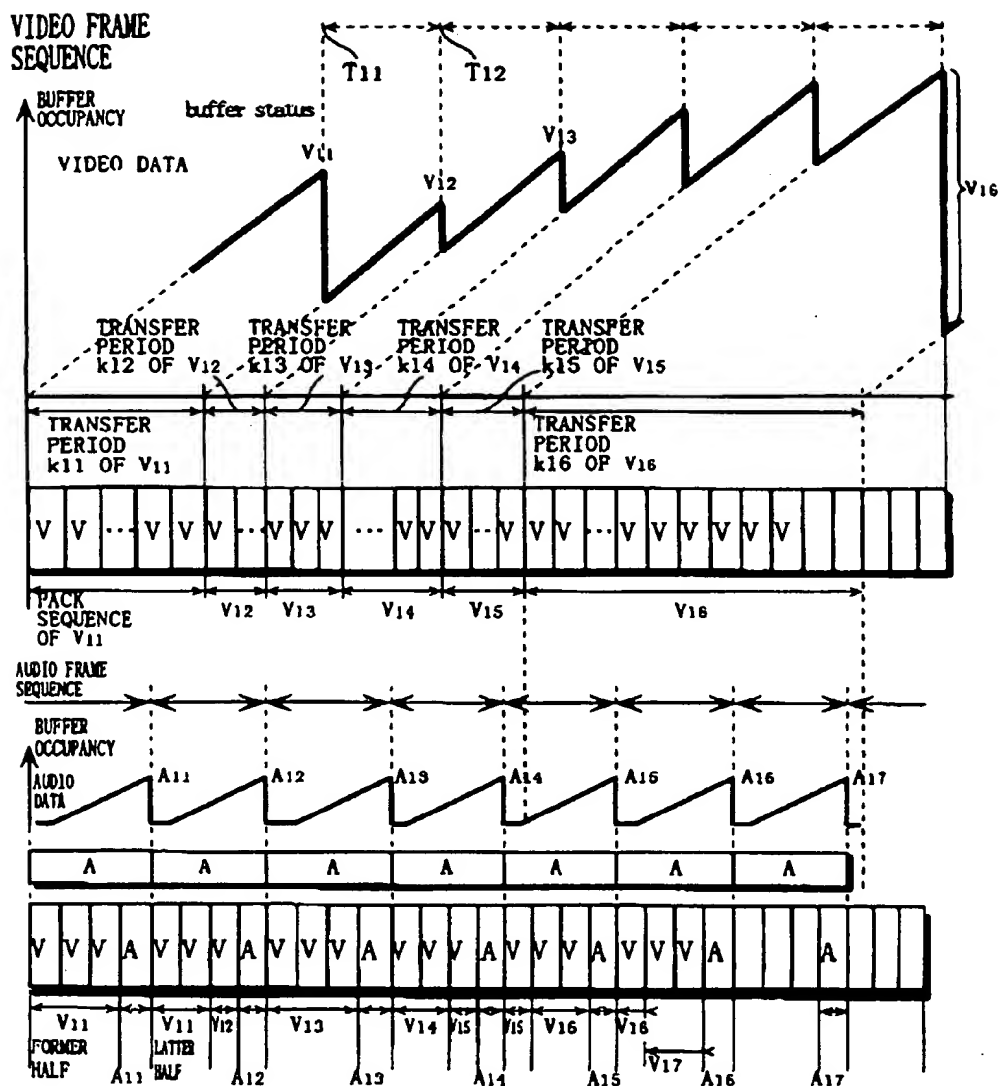 VIDEO FRAME
SEQUENCE
T11 T12
BUFFER
OCCUPANCY
buffer status
VIDEO DATA
V11
V12
V13
V16
TRANSFER
PERIOD
k12 OF V12
TRANSFER
PERIOD
k13 OF V13
TRANSFER
PERIOD
k14 OF V14
TRANSFER
PERIOD
k15 OF V15
TRANSFER
PERIOD
k11 OF V11
TRANSFER
PERIOD
k16 OF V16
V V ... V V V ... V V V ... V V V ... V V ... V V V V V V
PACK
SEQUENCE
OF V11
V12 V13 V14 V15 V16
AUDIO FRAME
SEQUENCE
BUFFER
OCCUPANCY
AUDIO
DATA
A11 A12 A13 A14 A15 A16 A17
A A A A A A A
V V V A V V V A V V V A V V V A V V V A V V V A A
V11 V11 V12 V13 V14 V15 V15 V16 V16
FORMER
HALF
LATTER
HALF
V17
A11 A12 A13 A14 A15 A16 A17